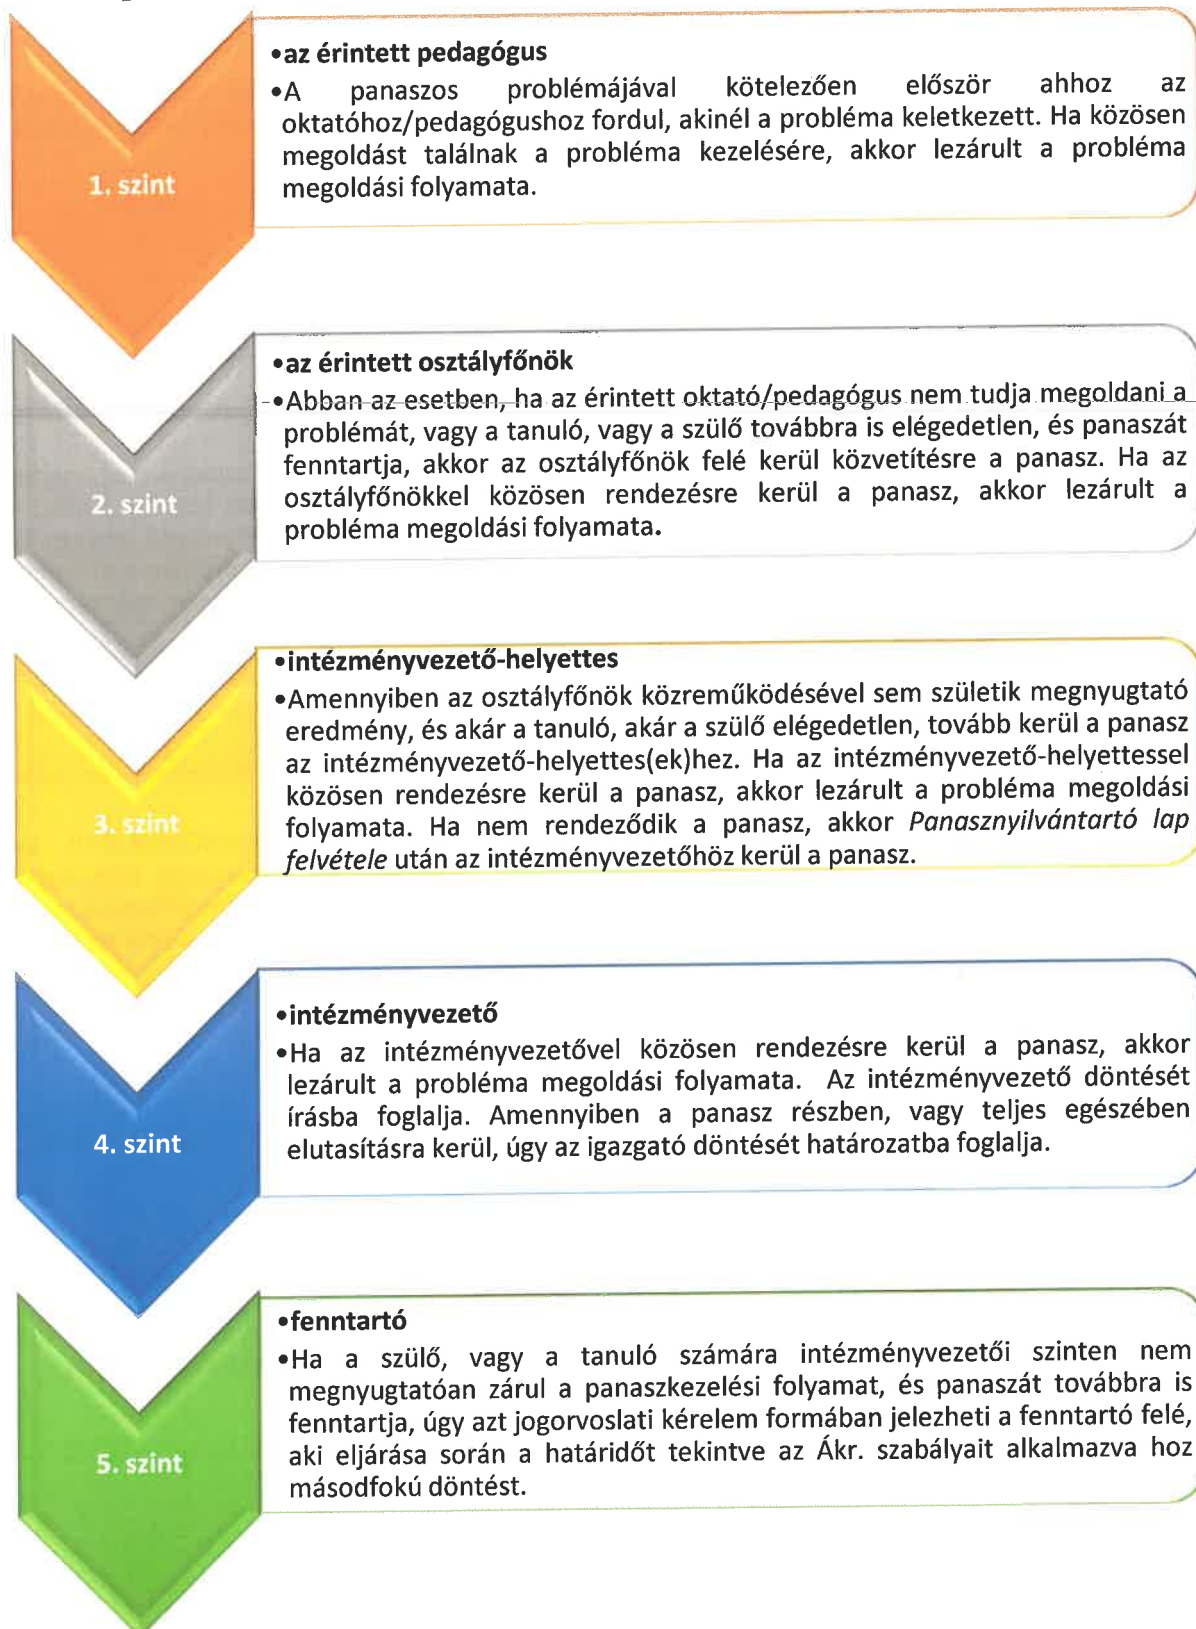 1. szint
•az érintett pedagógus
•A panaszos problémájával kötelezően először ahhoz az
oktatóhoz/pedagógushoz fordul, akinél a probléma keletkezett. Ha közösen
megoldást találnak a probléma kezelésére, akkor lezárult a probléma
megoldási folyamata.
2. szint
•az érintett osztályfőnök
•Abban az esetben, ha az érintett oktató/pedagógus nem tudja megoldani a
problémát, vagy a tanuló, vagy a szülő továbbra is elégedetlen, és panaszát
fenntartja, akkor az osztályfőnök felé kerül közvetítésre a panasz. Ha az
osztályfőnökkel közösen rendezésre kerül a panasz, akkor lezárult a
probléma megoldási folyamata.
3. szint
•intézményvezető-helyettes
•Amennyiben az osztályfőnök közreműködésével sem születik megnyugtató
eredmény, és akár a tanuló, akár a szülő elégedetlen, tovább kerül a panasz
az intézményvezető-helyettes(ek)hez. Ha az intézményvezető-helyettessel
közösen rendezésre kerül a panasz, akkor lezárult a probléma megoldási
folyamata. Ha nem rendeződik a panasz, akkor Panasznyilvántartó lap
felvétele után az intézményvezetőhöz kerül a panasz.
4. szint
•intézményvezető
•Ha az intézményvezetővel közösen rendezésre kerül a panasz, akkor
lezárult a probléma megoldási folyamata. Az intézményvezető döntését
írásba foglalja. Amennyiben a panasz részben, vagy teljes egészében
elutasításra kerül, úgy az igazgató döntését határozatba foglalja.
5. szint
•fenntartó
•Ha a szülő, vagy a tanuló számára intézményvezetői szinten nem
megnyugtatóan zárul a panaszkezelési folyamat, és panaszát továbbra is
fenntartja, úgy azt jogorvoslati kérelem formában jelezheti a fenntartó felé,
aki eljárása során a határidőt tekintve az Ákr. szabályait alkalmazva hoz
másodfokú döntést.